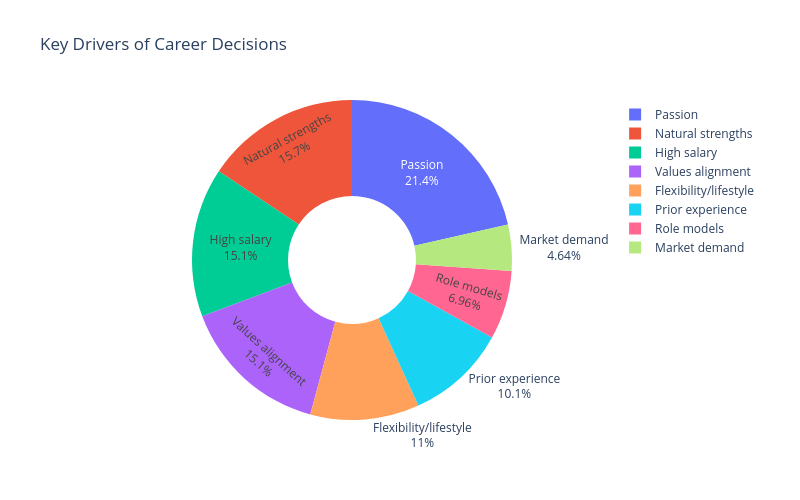 Key Drivers of Career Decisions
Natural strengths
15.7%
Passion
21.4%
High salary
15.1%
Market demand
4.64%
Role models
6.96%
Values alignment
15.1%
Prior experience
10.1%
Flexibility/lifestyle
11%
Passion
Natural strengths
High salary
Values alignment
Flexibility/lifestyle
Prior experience
Role models
Market demand